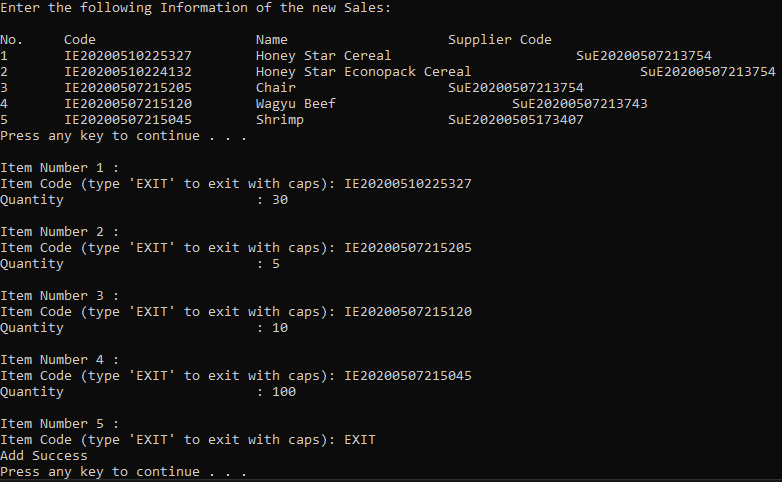 Enter the following Information of the new Sales:
No. Code Name Supplier Code
1 IE20200510225327 Honey Star Cereal SuE20200507213754
2 IE20200510224132 Honey Star Econopack Cereal SuE20200507213754
3 IE20200507215205 Chair SuE20200507213754
4 IE20200507215120 Wagyu Beef SuE20200507213743
5 IE20200507215045 Shrimp SuE20200505173407
Press any key to continue . . .
Item Number 1 :
Item Code (type 'EXIT' to exit with caps): IE20200510225327
Quantity : 30
Item Number 2 :
Item Code (type 'EXIT' to exit with caps): IE20200507215205
Quantity : 5
Item Number 3 :
Item Code (type 'EXIT' to exit with caps): IE20200507215120
Quantity : 10
Item Number 4 :
Item Code (type 'EXIT' to exit with caps): IE20200507215045
Quantity : 100
Item Number 5 :
Item Code (type 'EXIT' to exit with caps): EXIT
Add Success
Press any key to continue . . .